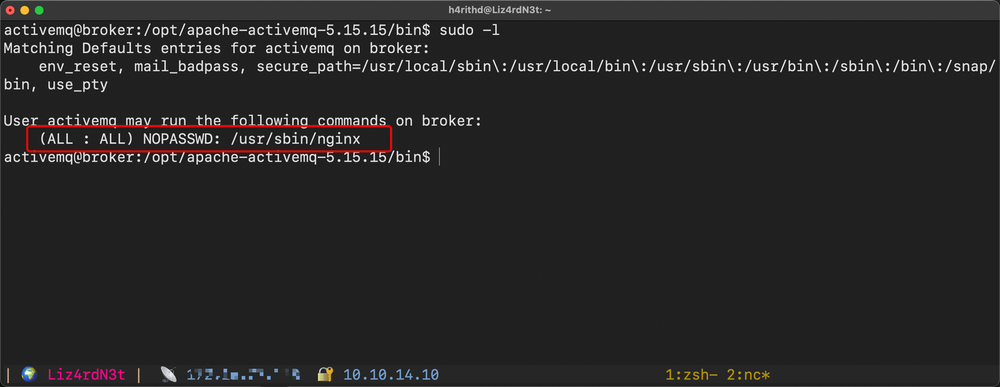 h4rithd@Liz4rdN3t: ~
activemq@broker:/opt/apache-activemq-5.15.15/bin$ sudo -l
Matching Defaults entries for activemq on broker:
    env_reset, mail_badpass, secure_path=/usr/local/sbin\:/usr/local/bin\:/usr/sbin\:/usr/bin\:/sbin\:/bin\:/snap/
bin, use_pty
User activemq may run the following commands on broker:
    (ALL : ALL) NOPASSWD: /usr/sbin/nginx
activemq@broker:/opt/apache-activemq-5.15.15/bin$
| 🌍 Liz4rdN3t | 📡 🔐 10.10.14.10 1:zsh- 2:nc*